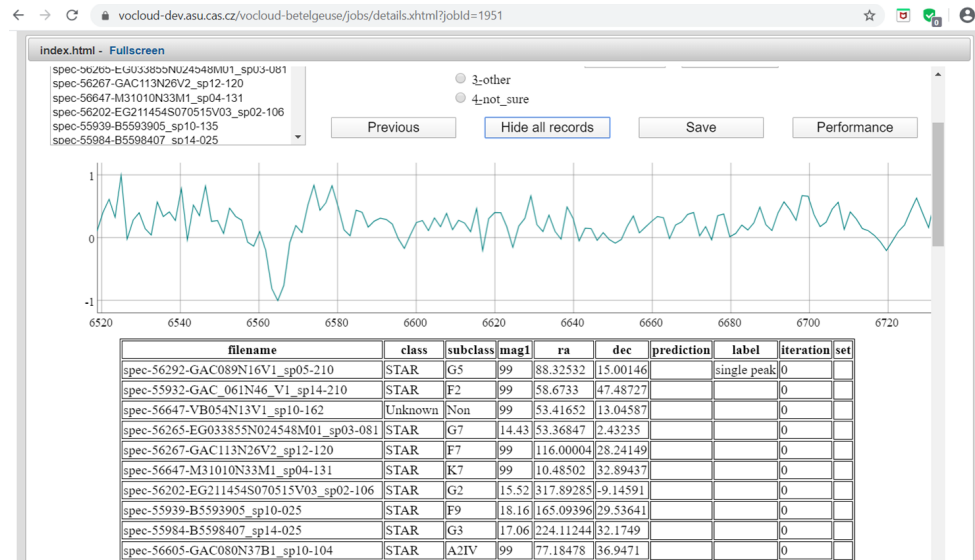 vocloud-dev.asu.cas.cz/vocloud-betelgeuse/jobs/details.xhtml?jobId=1951
0
index.html - Fullscreen
spec-56265-EG033855N024548M01_sp03-081
spec-56267-GAC113N26V2_sp12-120
spec-56647-M31010N33M1_sp04-131
spec-56202-EG211454S070515V03_sp02-106
spec-55939-B5593905_sp10-135
spec-55984-B5598407_sp14-025
3-other
4-not_sure
Previous Hide all records Save Performance
1
0
-1
6520 6540 6560 6580 6600 6620 6640 6660 6680 6700 6720
filename class subclass mag1 ra dec prediction label iteration set
spec-56292-GAC089N16V1_sp05-210 STAR G5 99 88.32532 15.00146 single peak 0
spec-55932-GAC_061N46_V1_sp14-210 STAR F2 99 58.6733 47.48727 0
spec-56647-VB054N13V1_sp10-162 Unknown Non 99 53.41652 13.04587 0
spec-56265-EG033855N024548M01_sp03-081 STAR G7 14.43 53.36847 2.43235 0
spec-56267-GAC113N26V2_sp12-120 STAR F7 99 116.00004 28.24149 0
spec-56647-M31010N33M1_sp04-131 STAR K7 99 10.48502 32.89437 0
spec-56202-EG211454S070515V03_sp02-106 STAR G2 15.52 317.89285 -9.14591 0
spec-55939-B5593905_sp10-025 STAR F9 18.16 165.09396 29.53641 0
spec-55984-B5598407_sp14-025 STAR G3 17.06 224.11244 32.1749 0
spec-56605-GAC080N37B1_sp10-104 STAR A2IV 99 77.18478 36.9471 0